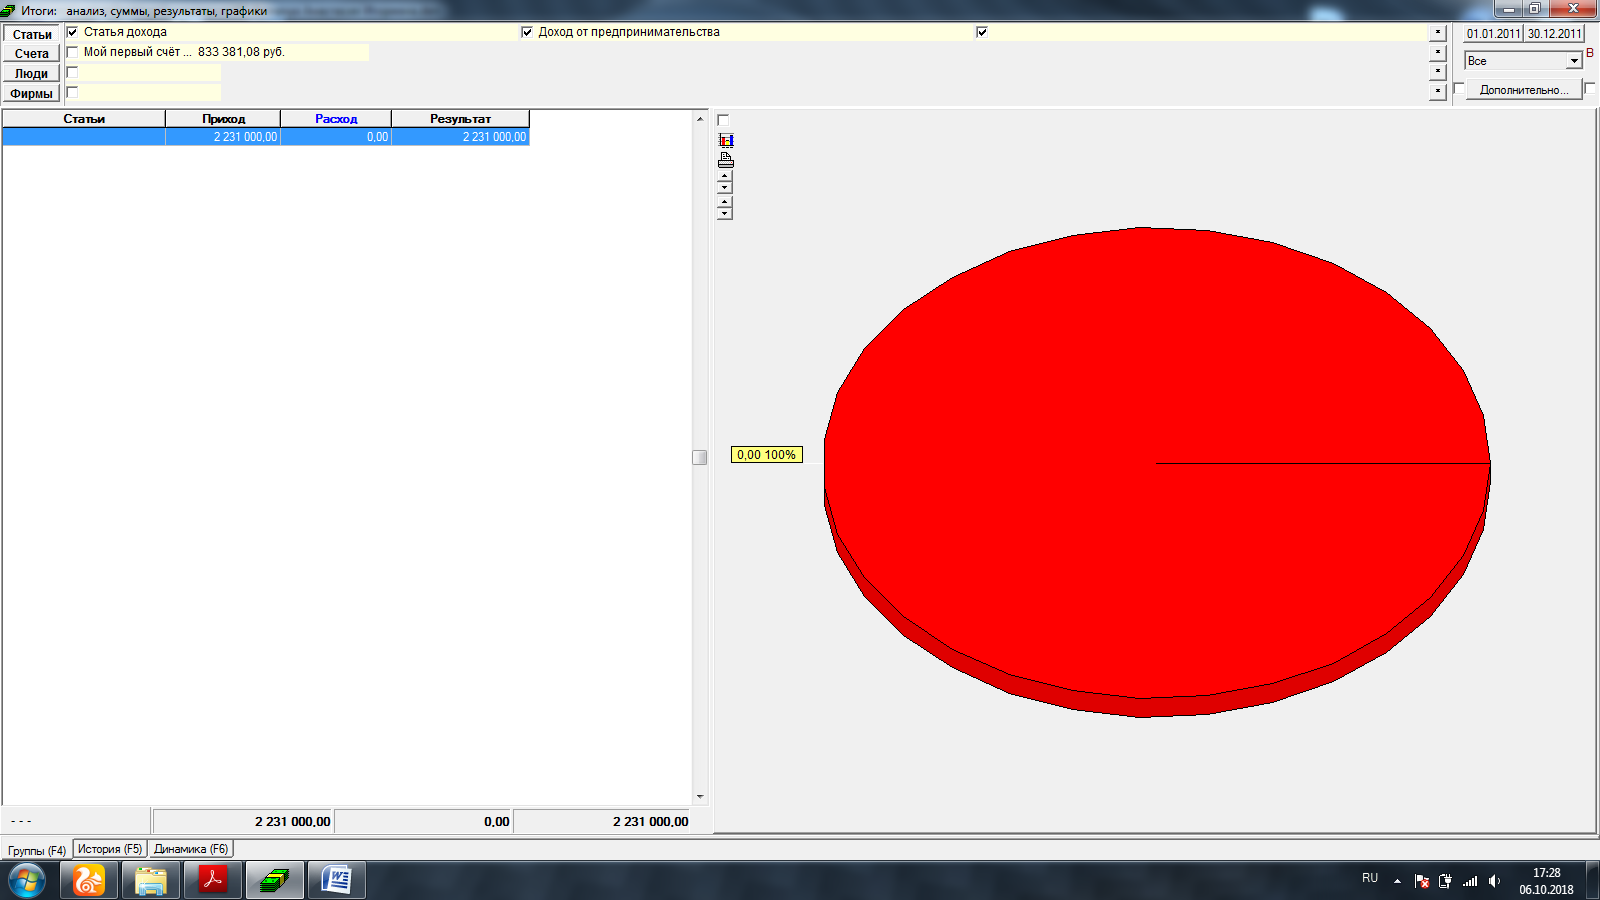 Итоги: анализ, суммы, результаты, графики
Статьи
Статья дохода
Доход от предпринимательства
01.01.2011 30.12.2011
Счета
Мой первый счёт ... 833 381,08 руб.
Все
В
Люди
Фирмы
Дополнительно...
Статьи Приход Расход Результат
2 231 000,00 0,00 2 231 000,00
0,00 100%
- - - 2 231 000,00 0,00 2 231 000,00
Группы (F4) История (F5) Динамика (F6)
RU
17:28
06.10.2018